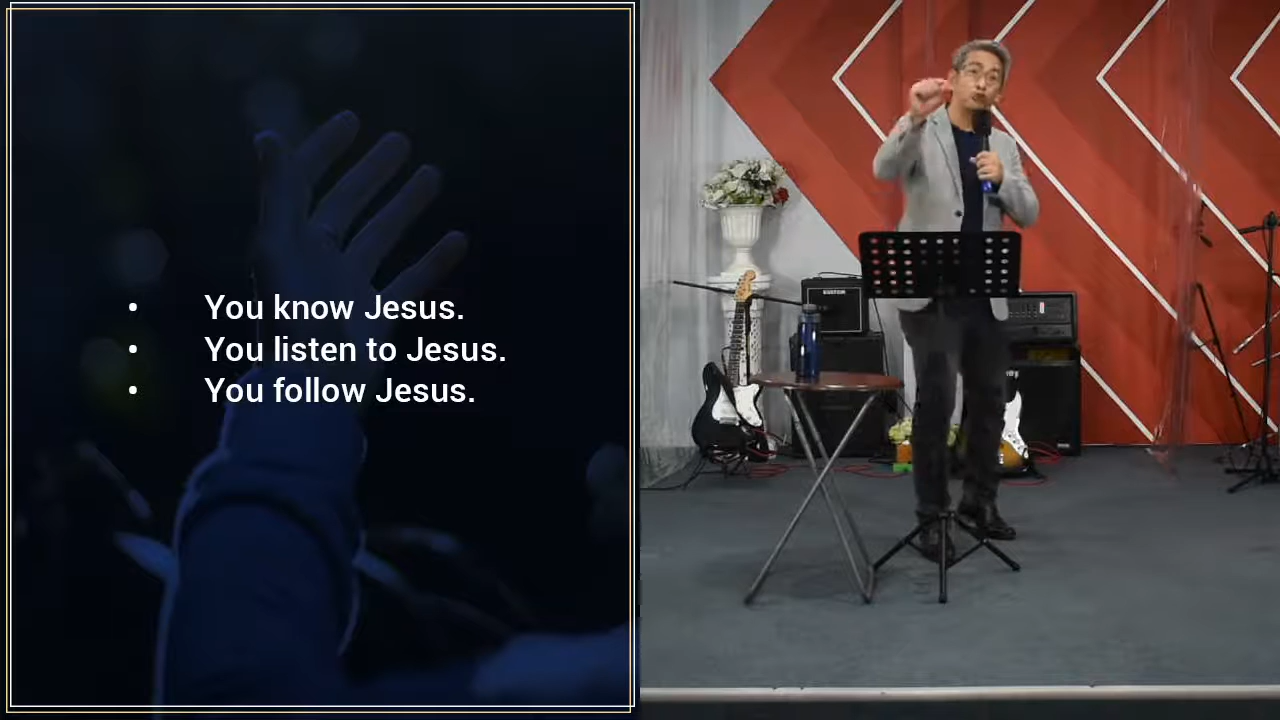 • You know Jesus.
• You listen to Jesus.
• You follow Jesus.